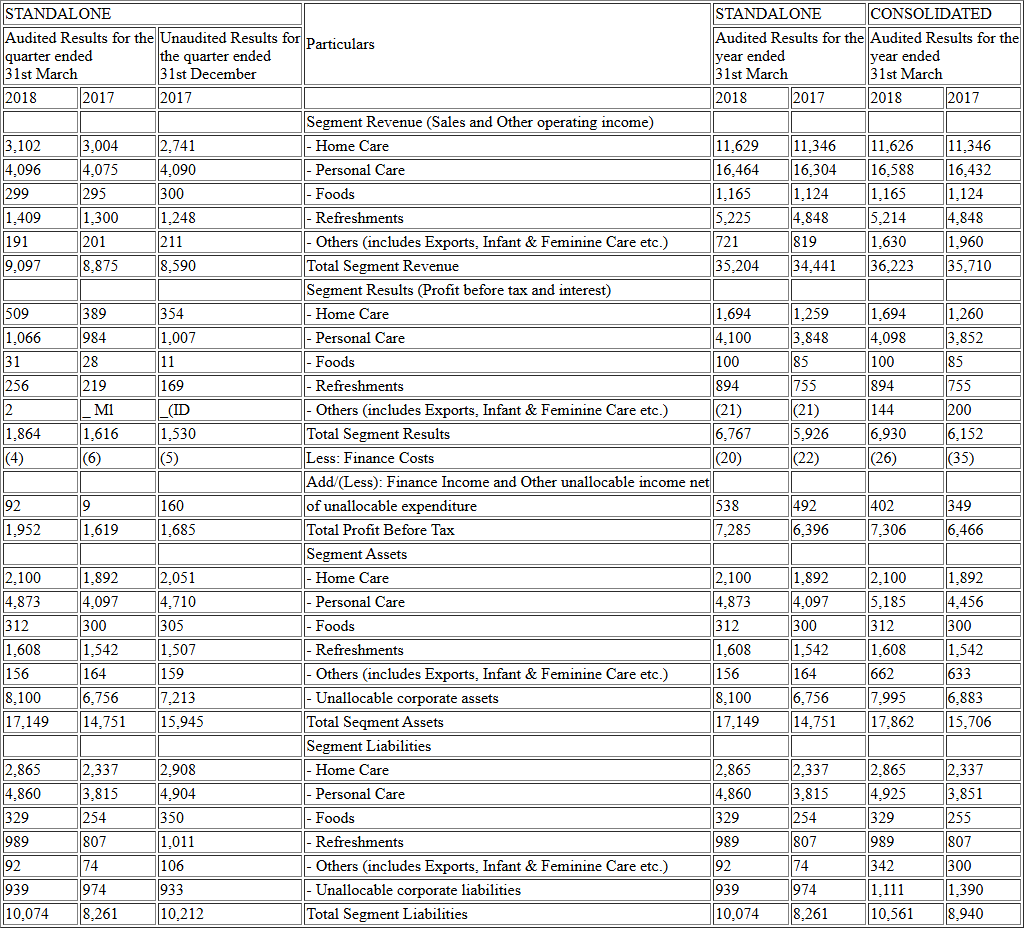 STANDALONE STANDALONE CONSOLIDATED
Audited Results for the quarter ended 31st March Unaudited Results for the quarter ended 31st December Particulars Audited Results for the year ended 31st March Audited Results for the year ended 31st March
2018 2017 2017 2018 2017 2018 2017
Segment Revenue (Sales and Other operating income)
3,102 3,004 2,741 - Home Care 11,629 11,346 11,626 11,346
4,096 4,075 4,090 - Personal Care 16,464 16,304 16,588 16,432
299 295 300 - Foods 1,165 1,124 1,165 1,124
1,409 1,300 1,248 - Refreshments 5,225 4,848 5,214 4,848
191 201 211 - Others (includes Exports, Infant & Feminine Care etc.) 721 819 1,630 1,960
9,097 8,875 8,590 Total Segment Revenue 35,204 34,441 36,223 35,710
Segment Results (Profit before tax and interest)
509 389 354 - Home Care 1,694 1,259 1,694 1,260
1,066 984 1,007 - Personal Care 4,100 3,848 4,098 3,852
31 28 11 - Foods 100 85 100 85
256 219 169 - Refreshments 894 755 894 755
2 _ Ml _(ID - Others (includes Exports, Infant & Feminine Care etc.) (21) (21) 144 200
1,864 1,616 1,530 Total Segment Results 6,767 5,926 6,930 6,152
(4) (6) (5) Less: Finance Costs (20) (22) (26) (35)
Add/(Less): Finance Income and Other unallocable income net
92 9 160 of unallocable expenditure 538 492 402 349
1,952 1,619 1,685 Total Profit Before Tax 7,285 6,396 7,306 6,466
Segment Assets
2,100 1,892 2,051 - Home Care 2,100 1,892 2,100 1,892
4,873 4,097 4,710 - Personal Care 4,873 4,097 5,185 4,456
312 300 305 - Foods 312 300 312 300
1,608 1,542 1,507 - Refreshments 1,608 1,542 1,608 1,542
156 164 159 - Others (includes Exports, Infant & Feminine Care etc.) 156 164 662 633
8,100 6,756 7,213 - Unallocable corporate assets 8,100 6,756 7,995 6,883
17,149 14,751 15,945 Total Seqment Assets 17,149 14,751 17,862 15,706
Segment Liabilities
2,865 2,337 2,908 - Home Care 2,865 2,337 2,865 2,337
4,860 3,815 4,904 - Personal Care 4,860 3,815 4,925 3,851
329 254 350 - Foods 329 254 329 255
989 807 1,011 - Refreshments 989 807 989 807
92 74 106 - Others (includes Exports, Infant & Feminine Care etc.) 92 74 342 300
939 974 933 - Unallocable corporate liabilities 939 974 1,111 1,390
10,074 8,261 10,212 Total Segment Liabilities 10,074 8,261 10,561 8,940